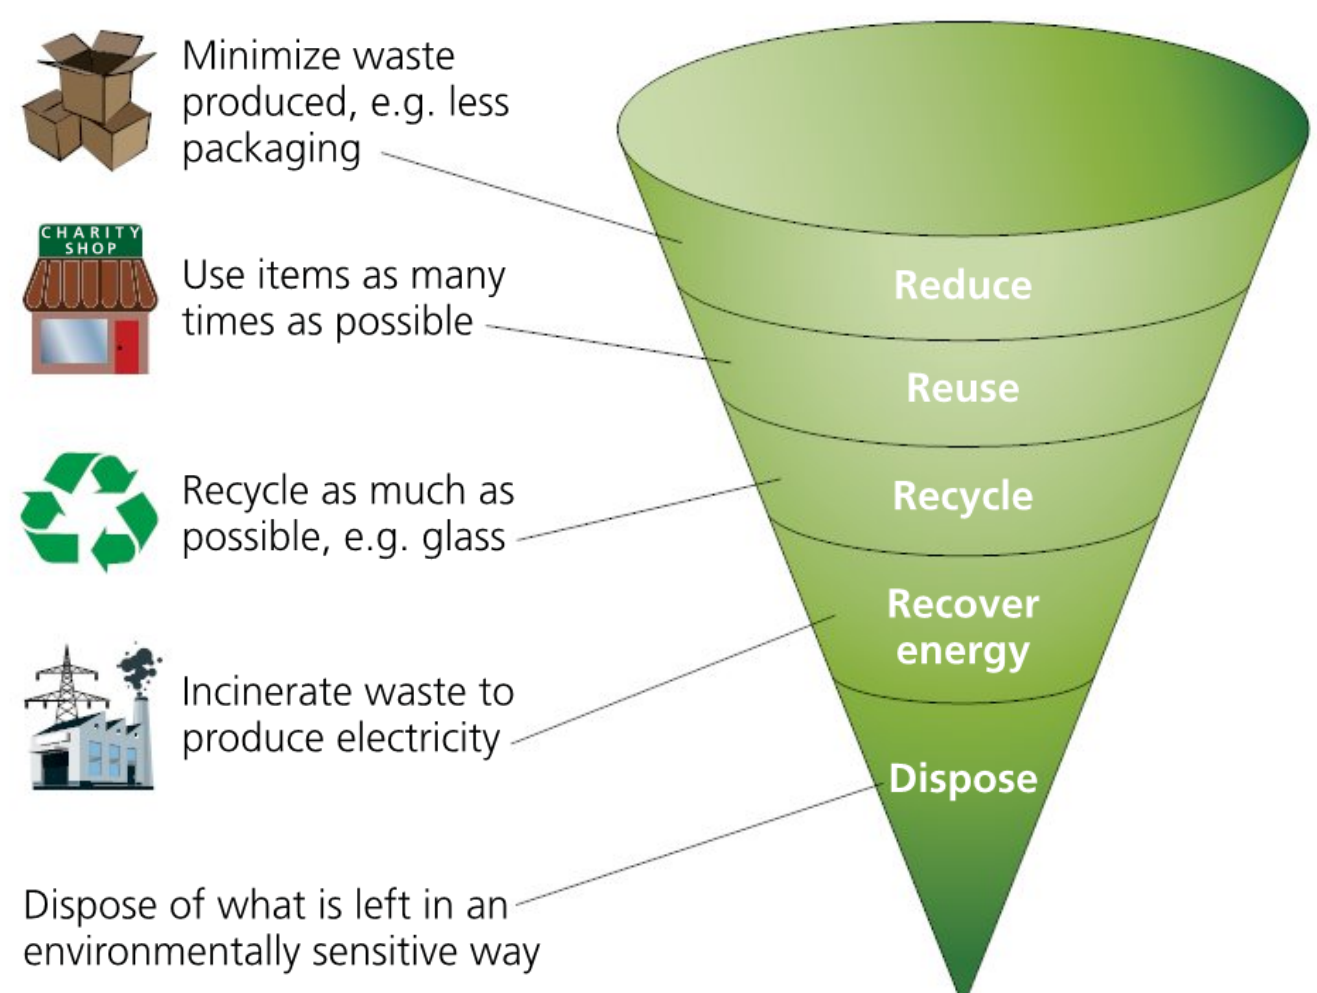 Minimize waste
produced, e.g. less
packaging
CHARITY
SHOP
Use items as many
times as possible
Recycle as much as
possible, e.g. glass
Incinerate waste to
produce electricity
Dispose of what is left in an
environmentally sensitive way
Reduce
Reuse
Recycle
Recover
energy
Dispose